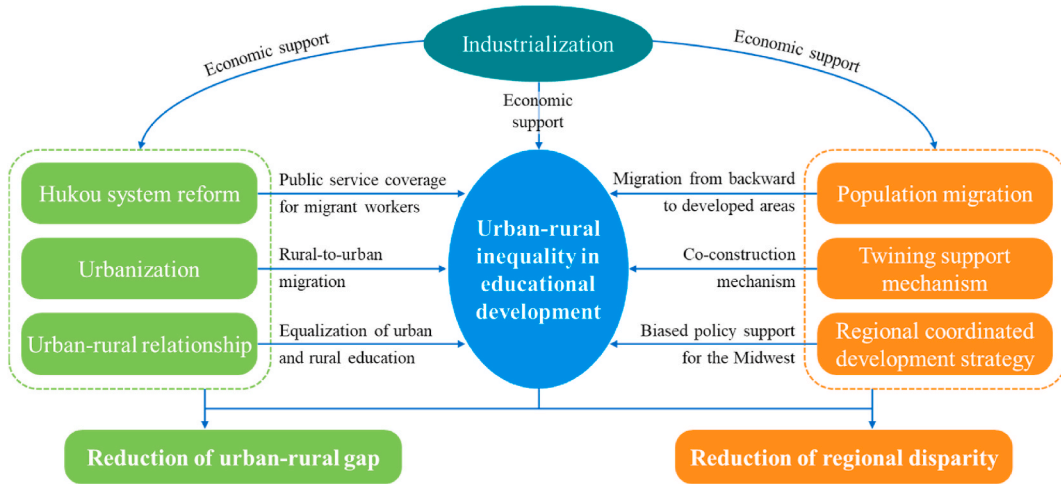 Industrialization
Economic support
Economic
support
Economic support
Hukou system reform
Public service coverage
for migrant workers
Urbanization
Rural-to-urban
migration
Urban-rural relationship
Equalization of urban
and rural education
Urban-rural
inequality in
educational
development
Migration from backward
to developed areas
Population migration
Co-construction
mechanism
Twining support
mechanism
Biased policy support
for the Midwest
Regional coordinated
development strategy
Reduction of urban-rural gap
Reduction of regional disparity